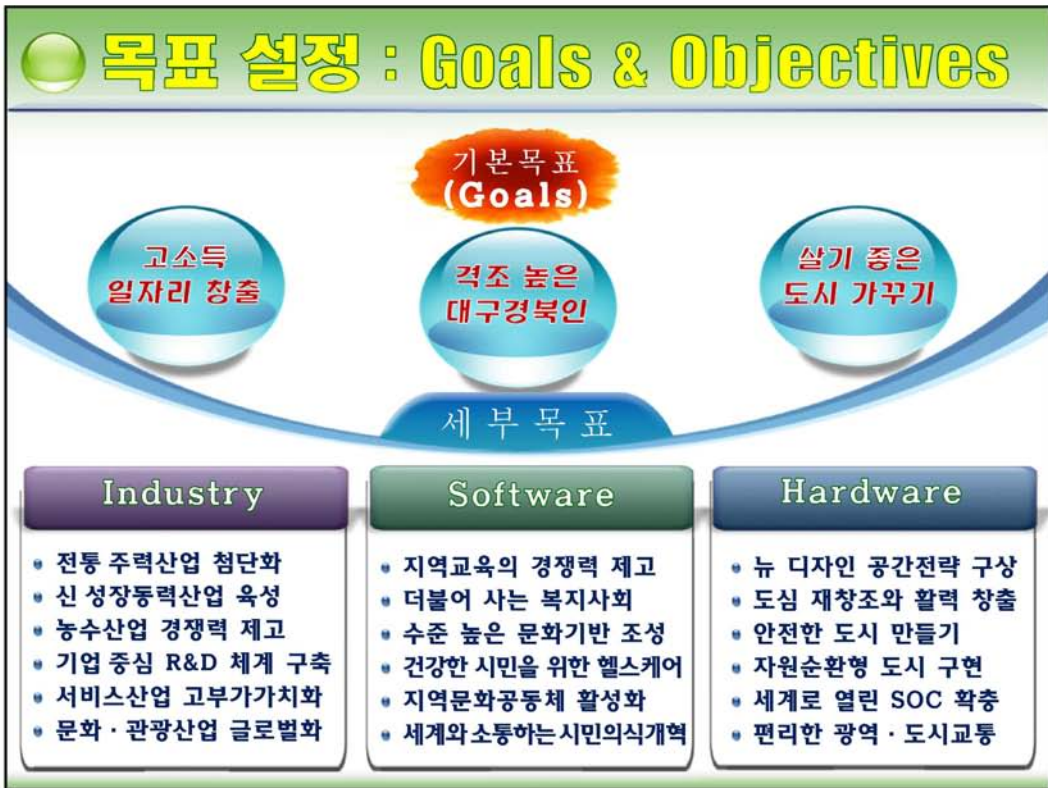 목표 설정 : Goals & Objectives
기본목표
(Goals)
고소득
일자리 창출
격조 높은
대구경북인
살기 좋은
도시 가꾸기
세부목표
Industry
전통 주력산업 첨단화
신 성장동력산업 육성
농수산업 경쟁력 제고
기업 중심 R&D 체계 구축
서비스산업 고부가가치화
문화·관광산업 글로벌화
Software
지역교육의 경쟁력 제고
더불어 사는 복지사회
수준 높은 문화기반 조성
건강한 시민을 위한 헬스케어
지역문화공동체 활성화
세계와 소통하는 시민의식개혁
Hardware
뉴 디자인 공간전략 구상
도심 재창조와 활력 창출
안전한 도시 만들기
자원순환형 도시 구현
세계로 열린 SOC 확충
편리한 광역·도시교통